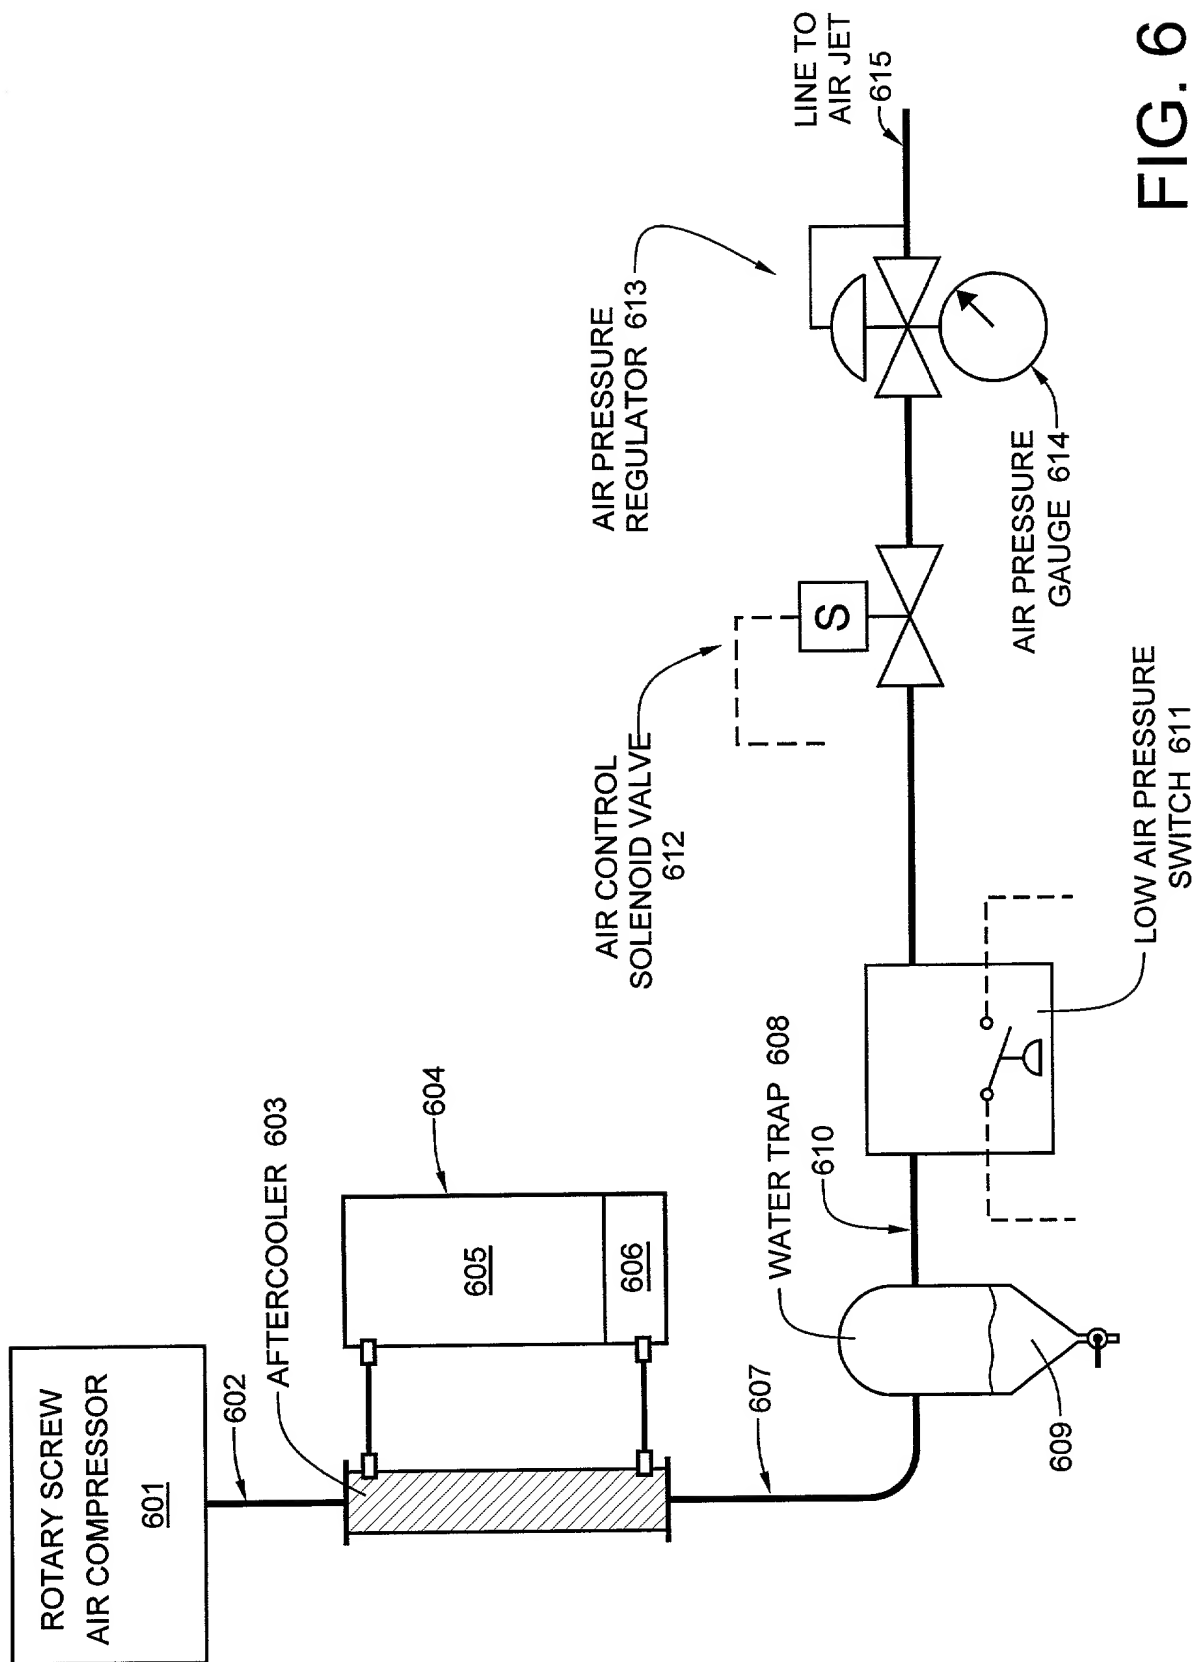 ROTARY SCREW
AIR COMPRESSOR
601
602
AFTERCOOLER 603
604
605
606
607
WATER TRAP 608
609
610
LOW AIR PRESSURE
SWITCH 611
AIR CONTROL
SOLENOID VALVE
612
S
AIR PRESSURE
REGULATOR 613
AIR PRESSURE
GAUGE 614
LINE TO
AIR JET
615
FIG. 6